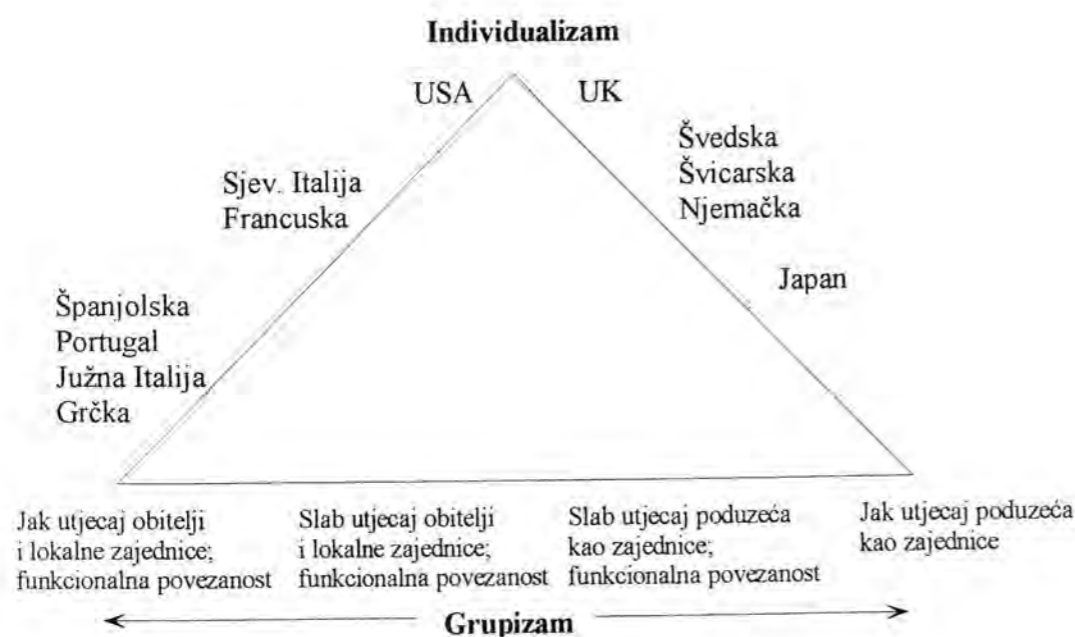 Individualizam
USA
UK
Švedska
Švicarska
Njemačka
Sjev. Italija
Francuska
Japan
Španjolska
Portugal
Južna Italija
Grčka
Jak utjecaj obitelji
i lokalne zajednice;
funkcionalna povezanost
Slab utjecaj obitelji
i lokalne zajednice;
funkcionalna povezanost
Slab utjecaj poduzeća
kao zajednice;
funkcionalna povezanost
Jak utjecaj poduzeća
kao zajednice
Grupizam